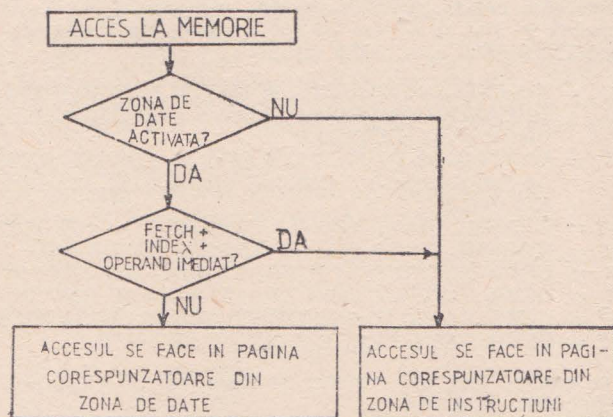 ACCES LA MEMORIE
ZONA DE
DATE
ACTIVATA?
NU
DA
FETCH +
INDEX +
OPERAND IMEDIAT?
DA
NU
ACCESUL SE FACE IN PAGINA
CORESPUNZATOARE DIN
ZONA DE DATE
ACCESUL SE FACE IN PAGI-
NA CORESPUNZATOARE DIN
ZONA DE INSTRUCTIUNI